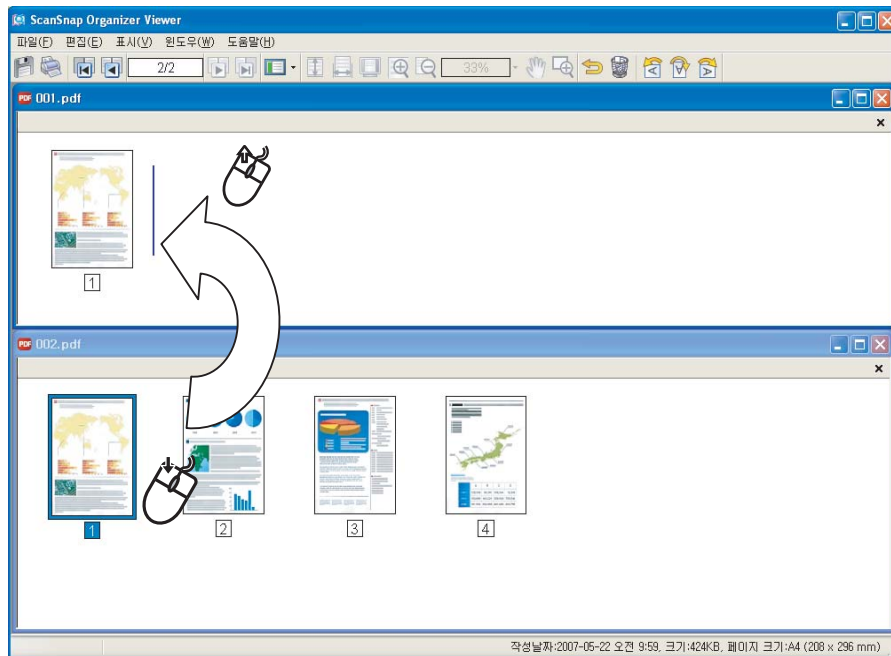 ScanSnap Organizer Viewer
파일(F) 편집(E) 표시(V) 윈도우(W) 도움말(H)
2/2 33%
001.pdf
1
002.pdf
1 2 3 4
작성날짜:2007-05-22 오전 9:59, 크기:424KB, 페이지 크기:A4 (208 x 296 mm)